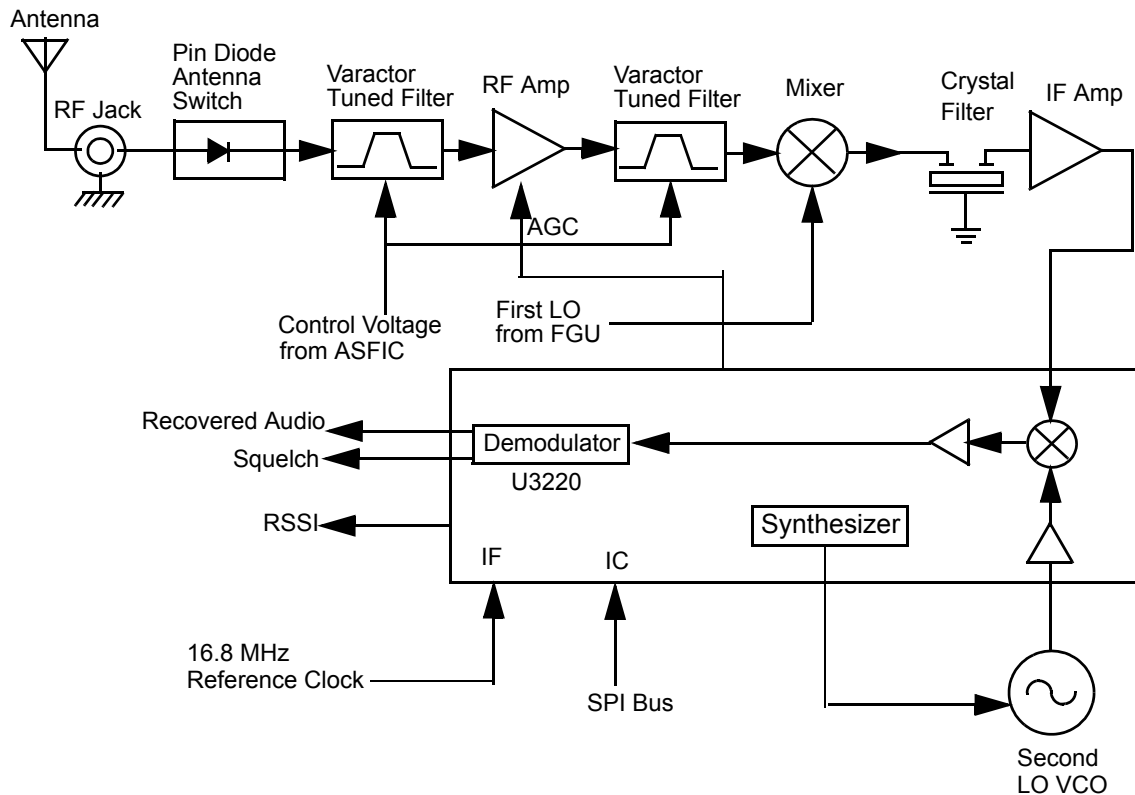 Antenna
RF Jack
Pin Diode
Antenna
Switch
Varactor
Tuned Filter
RF Amp
Varactor
Tuned Filter
Mixer
Crystal
Filter
IF Amp
AGC
Control Voltage
from ASFIC
First LO
from FGU
Recovered Audio
Squelch
RSSI
Demodulator
U3220
Synthesizer
IF
IC
16.8 MHz
Reference Clock
SPI Bus
Second
LO VCO